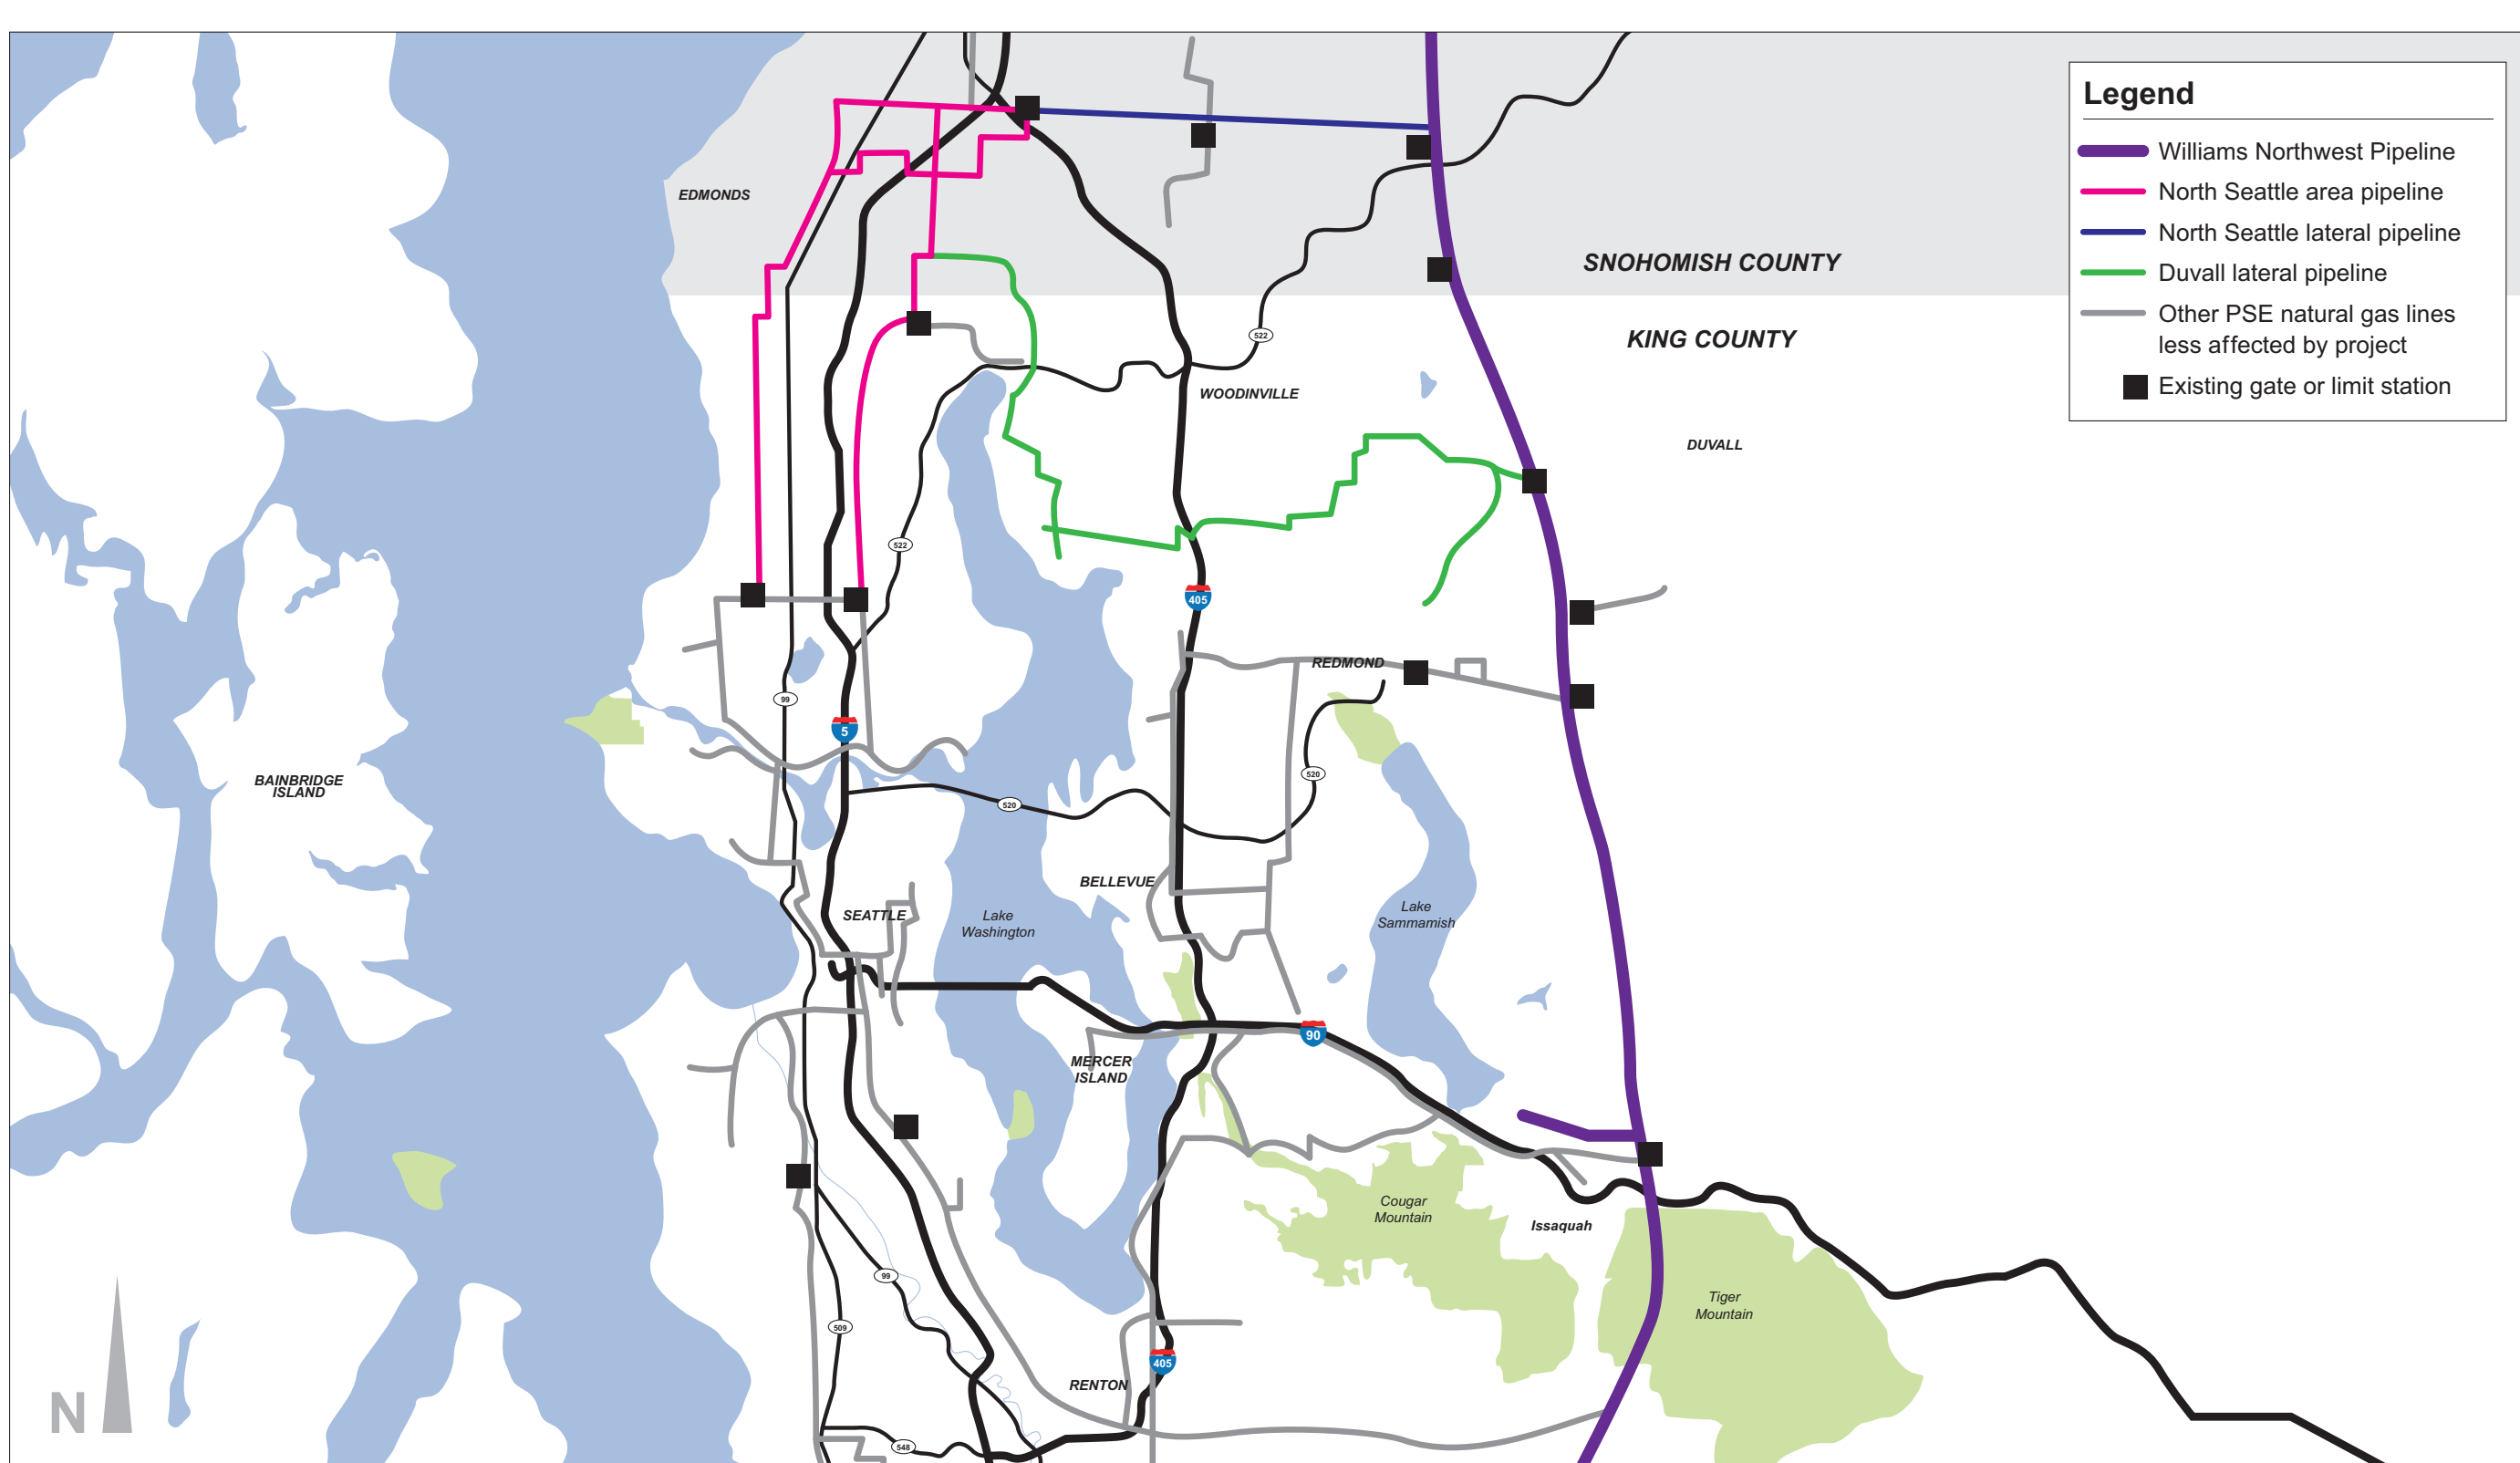 Legend
Williams Northwest Pipeline
North Seattle area pipeline
North Seattle lateral pipeline
Duvall lateral pipeline
Other PSE natural gas lines
less affected by project
Existing gate or limit station
EDMONDS
SNOHOMISH COUNTY
KING COUNTY
522
WOODINVILLE
DUVALL
522
405
REDMOND
99
5
520
520
BAINBRIDGE
ISLAND
BELLEVUE
SEATTLE
Lake
Washington
Lake
Sammamish
90
MERCER
ISLAND
Cougar
Mountain
Issaquah
99
Tiger
Mountain
509
405
RENTON
N
548